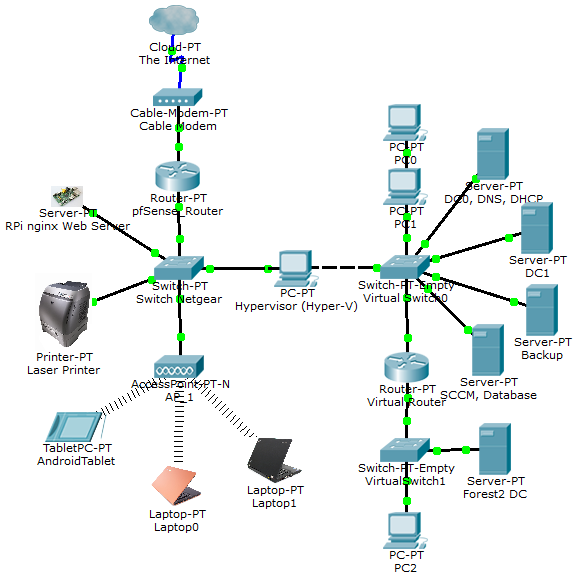 Cloud-PT
The Internet
Cable-Modem-PT
Cable Modem
PC-PT
PC0
Router-PT
pfSense_Router
Server-PT
DC0, DNS, DHCP
PC-PT
PC1
Server-PT
RPi nginx Web Server
Server-PT
DC1
Switch-PT
Switch Netgear
PC-PT
Hypervisor (Hyper-V)
Switch-PT-Empty
Virtual Switch0
Server-PT
Backup
Printer-PT
Laser Printer
AccessPoint-PT-N
AP_1
Router-PT
Virtual Router
Server-PT
SCCM, Database
TabletPC-PT
AndroidTablet
Switch-PT-Empty
VirtualSwitch1
Server-PT
Forest2 DC
Laptop-PT
Laptop1
Laptop-PT
Laptop0
PC-PT
PC2